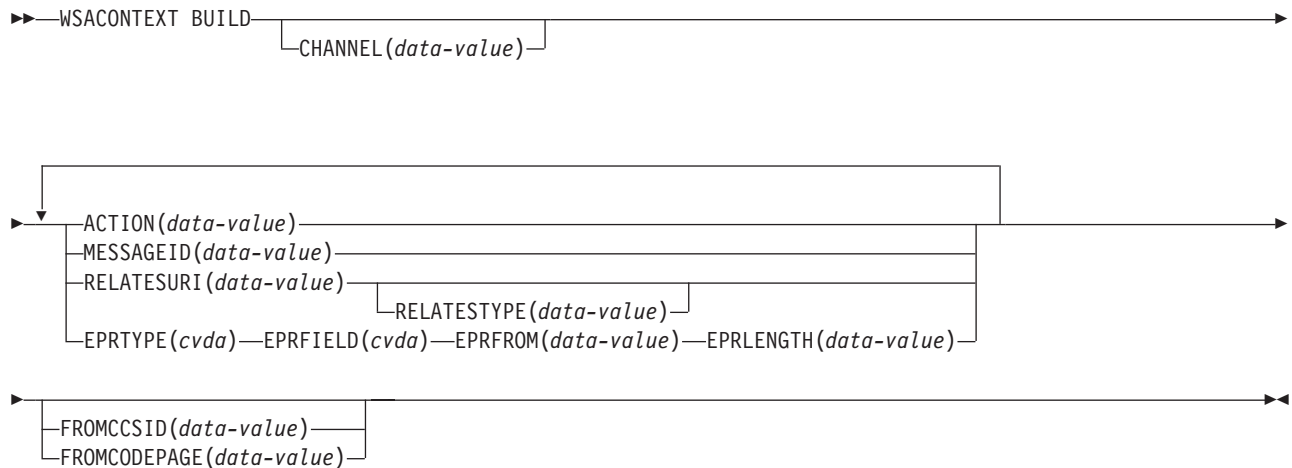 WSACONTEXT BUILD
CHANNEL(data-value)
ACTION(data-value)
MESSAGEID(data-value)
RELATESURI(data-value)
RELATESTYPE(data-value)
EPRTYPE(cvda) EPRFIELD(cvda) EPRFROM(data-value) EPRLENGTH(data-value)
FROMCCSID(data-value)
FROMCODEPAGE(data-value)